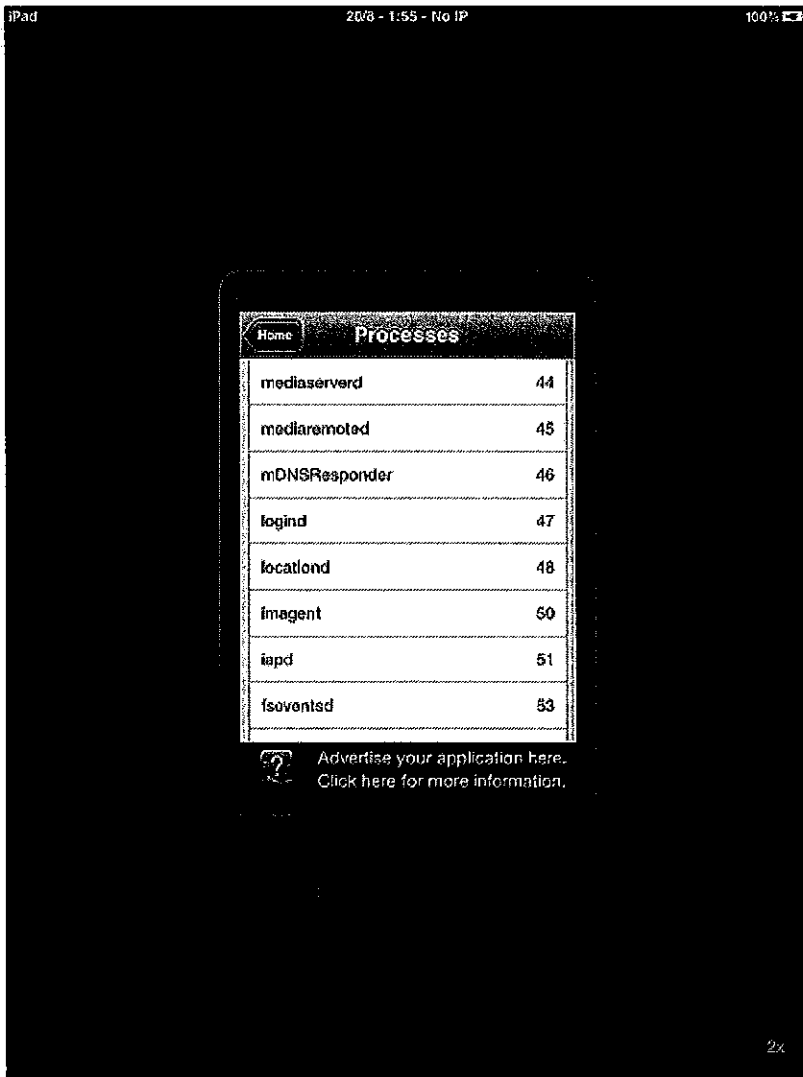 iPad 20/8 - 1:55 - No IP 100%
Home Processes
mediaserverd 44
mediaremoted 45
mDNSResponder 46
logind 47
locationd 48
imagent 50
iapd 51
fseventsd 53
Advertise your application here.
Click here for more information.
2x